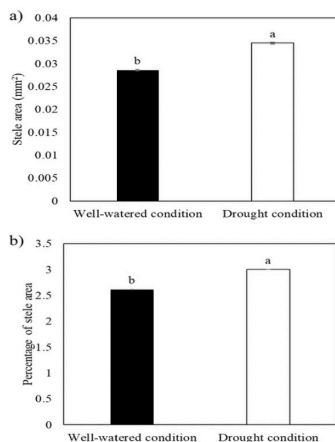 a)
Stele area (mm²)
0.04
0.035
0.03
0.025
0.02
0.015
0.01
0.005
0
b
a
Well-watered condition Drought condition
b)
Percentage of stele area
3.5
3
2.5
2
1.5
1
0.5
0
b
a
Well-watered condition Drought condition